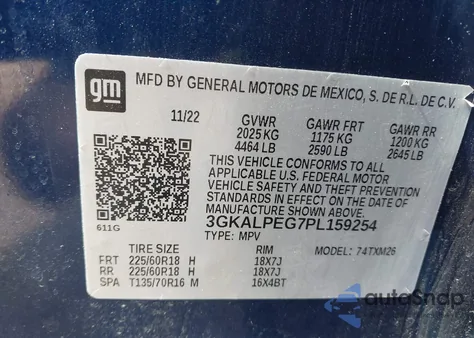 gm
MFD BY GENERAL MOTORS DE MEXICO, S. DE R.L. DE C.V.
11/22 GVWR GAWR FRT GAWR RR
2025 KG 1175 KG 1200 KG
4464 LB 2590 LB 2645 LB
THIS VEHICLE CONFORMS TO ALL
APPLICABLE U.S. FEDERAL MOTOR
VEHICLE SAFETY AND THEFT PREVENTION
STANDARDS IN EFFECT ON THE DATE OF
MANUFACTURE SHOWN ABOVE.
611G 3GKALPEG7PL159254
TYPE: MPV MODEL: 74TXM26
TIRE SIZE RIM
FRT 225/60R18 H 18X7J
RR 225/60R18 H 18X7J
SPA T135/70R16 M 16X4BT
autoSnap